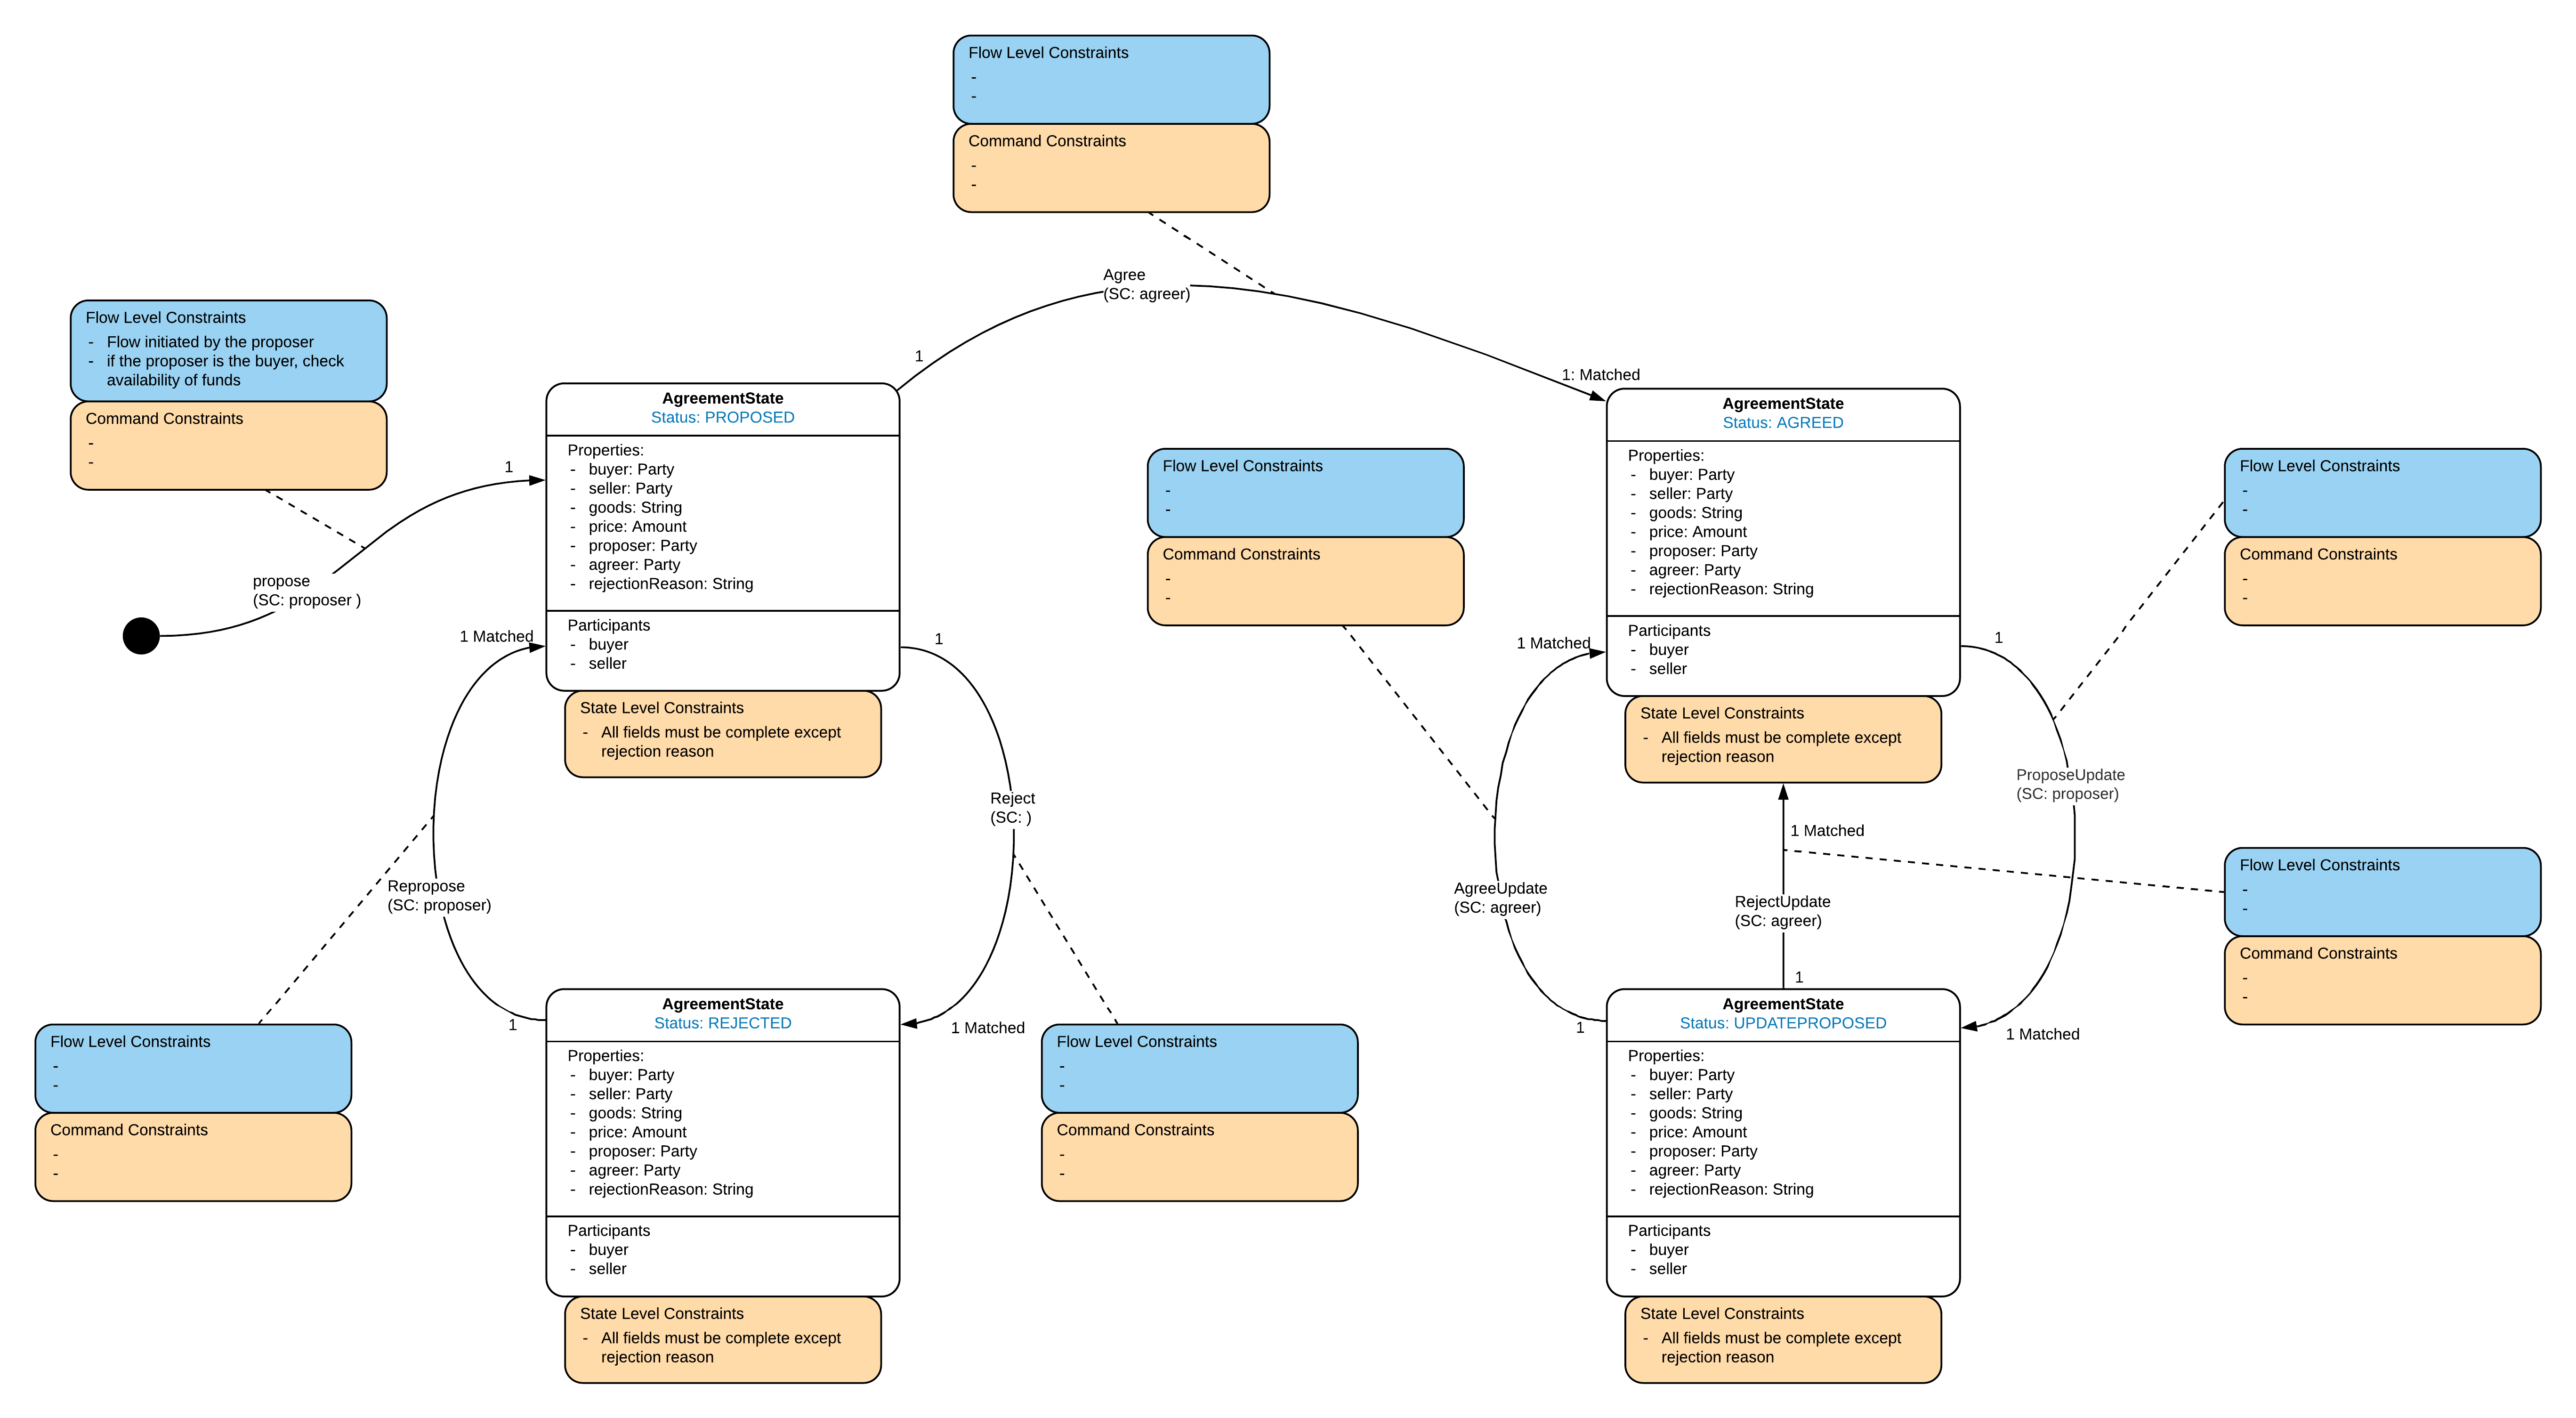 Flow Level Constraints
-
-
Command Constraints
-
-
Agree
(SC: agreer)
1
1: Matched
Flow Level Constraints
- Flow initiated by the proposer
- if the proposer is the buyer, check
availability of funds
Command Constraints
-
-
propose
(SC: proposer )
1
AgreementState
Status: PROPOSED
Properties:
- buyer: Party
- seller: Party
- goods: String
- price: Amount
- proposer: Party
- agreer: Party
- rejectionReason: String
Participants
- buyer
- seller
State Level Constraints
- All fields must be complete except
rejection reason
1 Matched
Repropose
(SC: proposer)
1
1
Reject
(SC: )
1 Matched
Flow Level Constraints
-
-
Command Constraints
-
-
AgreementState
Status: REJECTED
Properties:
- buyer: Party
- seller: Party
- goods: String
- price: Amount
- proposer: Party
- agreer: Party
- rejectionReason: String
Participants
- buyer
- seller
State Level Constraints
- All fields must be complete except
rejection reason
Flow Level Constraints
-
-
Command Constraints
-
-
Flow Level Constraints
-
-
Command Constraints
-
-
AgreementState
Status: AGREED
Properties:
- buyer: Party
- seller: Party
- goods: String
- price: Amount
- proposer: Party
- agreer: Party
- rejectionReason: String
Participants
- buyer
- seller
State Level Constraints
- All fields must be complete except
rejection reason
1 Matched
AgreeUpdate
(SC: agreer)
1
1 Matched
RejectUpdate
(SC: agreer)
1
1
ProposeUpdate
(SC: proposer)
1 Matched
Flow Level Constraints
-
-
Command Constraints
-
-
Flow Level Constraints
-
-
Command Constraints
-
-
AgreementState
Status: UPDATEPROPOSED
Properties:
- buyer: Party
- seller: Party
- goods: String
- price: Amount
- proposer: Party
- agreer: Party
- rejectionReason: String
Participants
- buyer
- seller
State Level Constraints
- All fields must be complete except
rejection reason